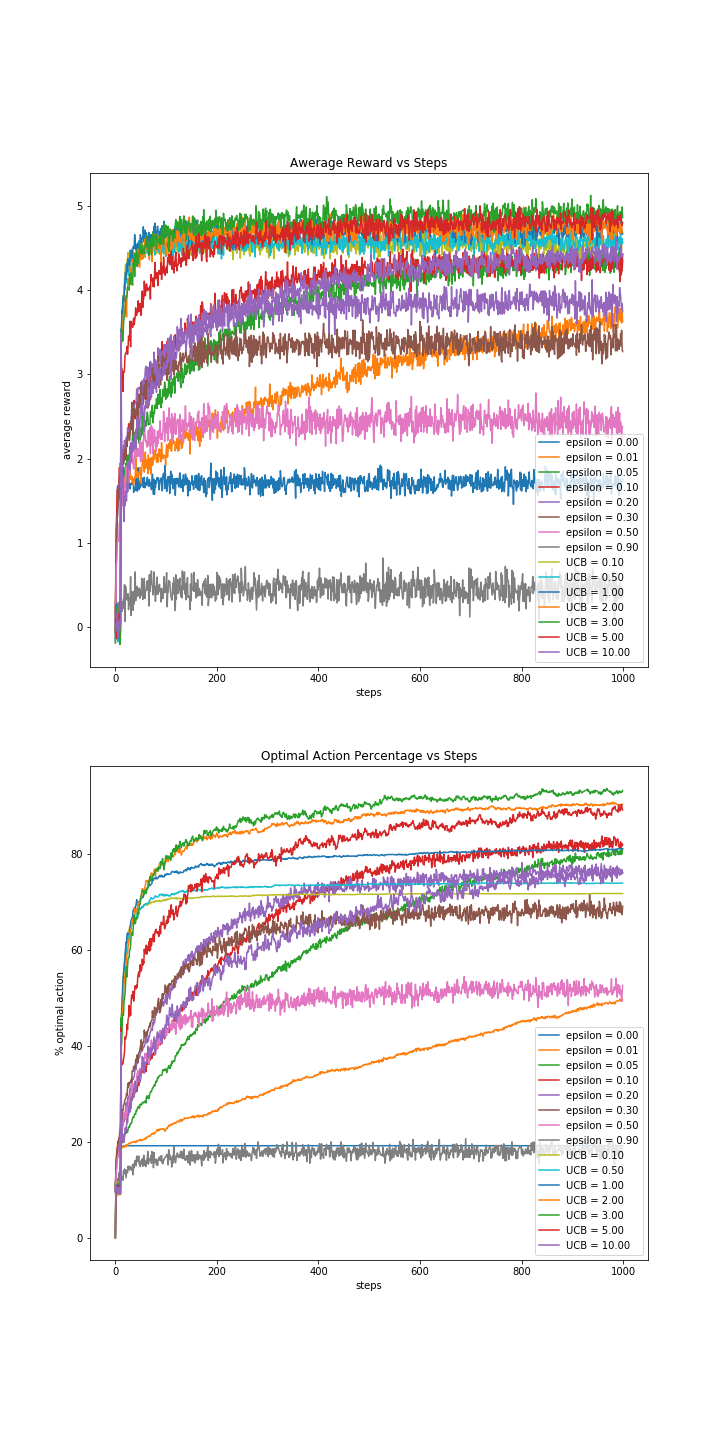 Awerage Reward vs Steps
5
4
3
2
1
0
average reward
0 200 400 600 800 1000
steps
epsilon = 0.00
epsilon = 0.01
epsilon = 0.05
epsilon = 0.10
epsilon = 0.20
epsilon = 0.30
epsilon = 0.50
epsilon = 0.90
UCB = 0.10
UCB = 0.50
UCB = 1.00
UCB = 2.00
UCB = 3.00
UCB = 5.00
UCB = 10.00
Optimal Action Percentage vs Steps
80
60
40
20
0
% optimal action
0 200 400 600 800 1000
steps
epsilon = 0.00
epsilon = 0.01
epsilon = 0.05
epsilon = 0.10
epsilon = 0.20
epsilon = 0.30
epsilon = 0.50
epsilon = 0.90
UCB = 0.10
UCB = 0.50
UCB = 1.00
UCB = 2.00
UCB = 3.00
UCB = 5.00
UCB = 10.00